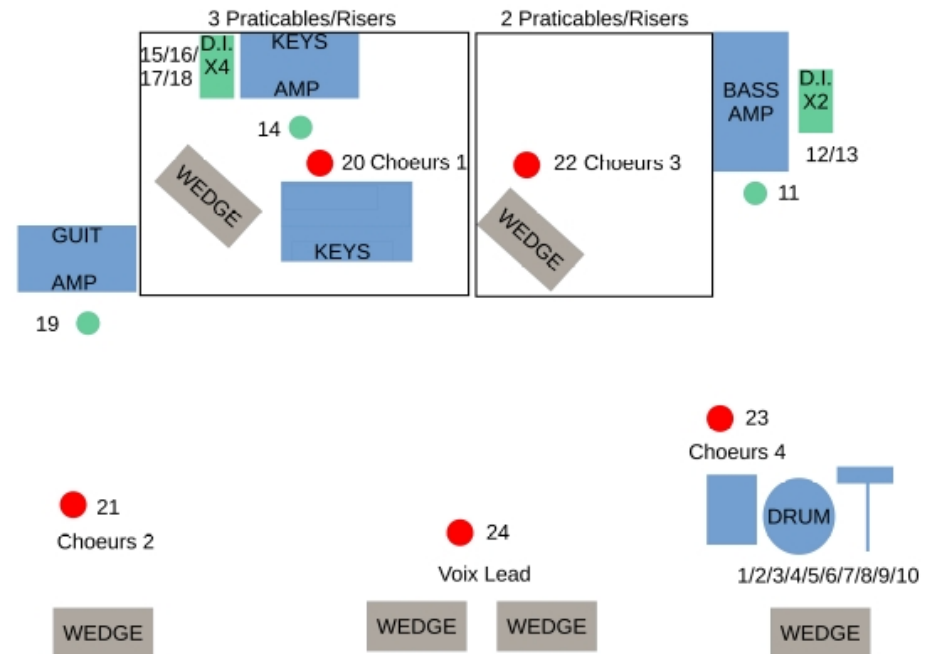 3 Praticables/Risers
2 Praticables/Risers
15/16/
17/18
D.I.
X4
KEYS
AMP
14
20 Choeurs 1
WEDGE
KEYS
22 Choeurs 3
WEDGE
BASS
AMP
D.I.
X2
12/13
11
GUIT
AMP
19
23
Choeurs 4
21
Choeurs 2
24
Voix Lead
DRUM
1/2/3/4/5/6/7/8/9/10
WEDGE
WEDGE
WEDGE
WEDGE